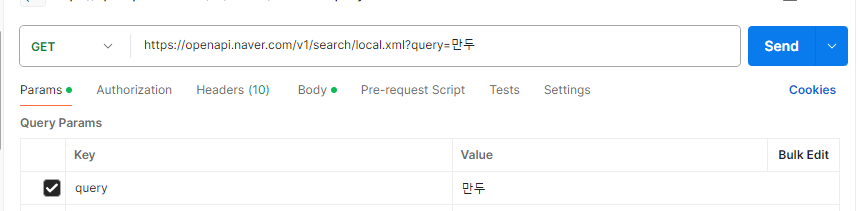 GET https://openapi.naver.com/v1/search/local.xml?query=만두 Send
Params Authorization Headers (10) Body Pre-request Script Tests Settings Cookies
Query Params
Key Value Bulk Edit
query 만두